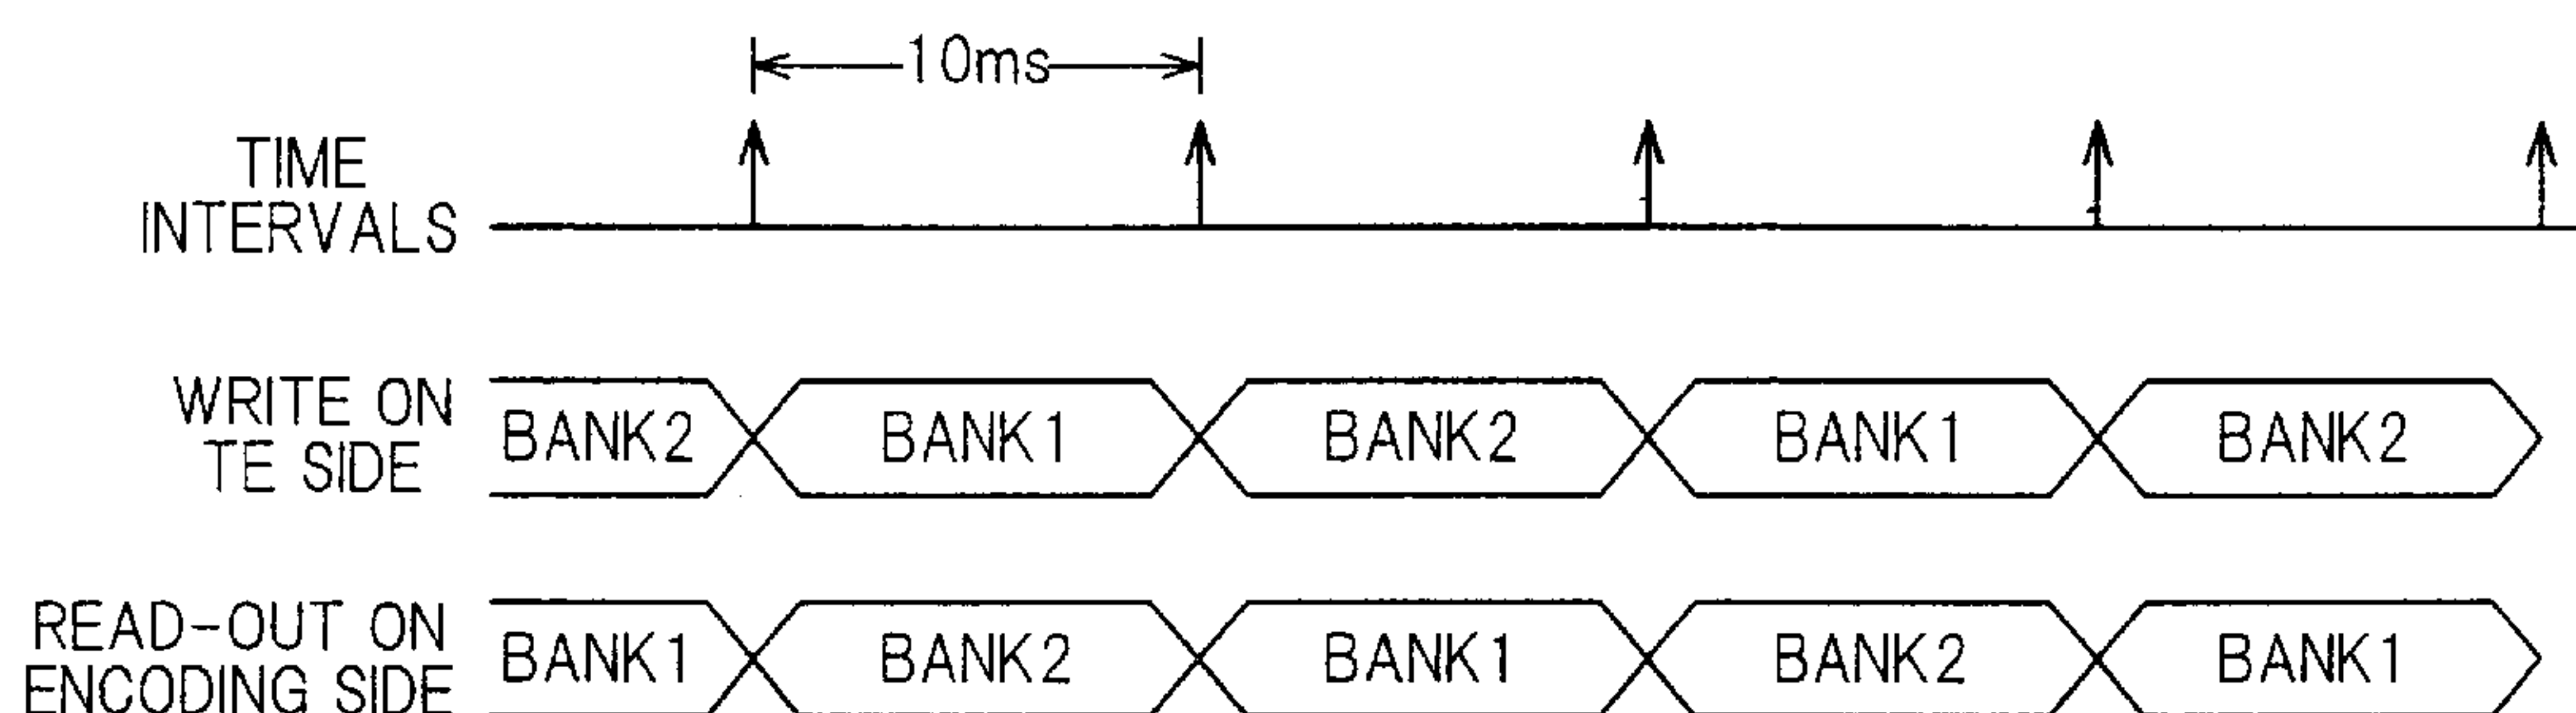 10ms
TIME
INTERVALS
WRITE ON
TE SIDE
BANK2 BANK1 BANK2 BANK1 BANK2
READ-OUT ON
ENCODING SIDE
BANK1 BANK2 BANK1 BANK2 BANK1